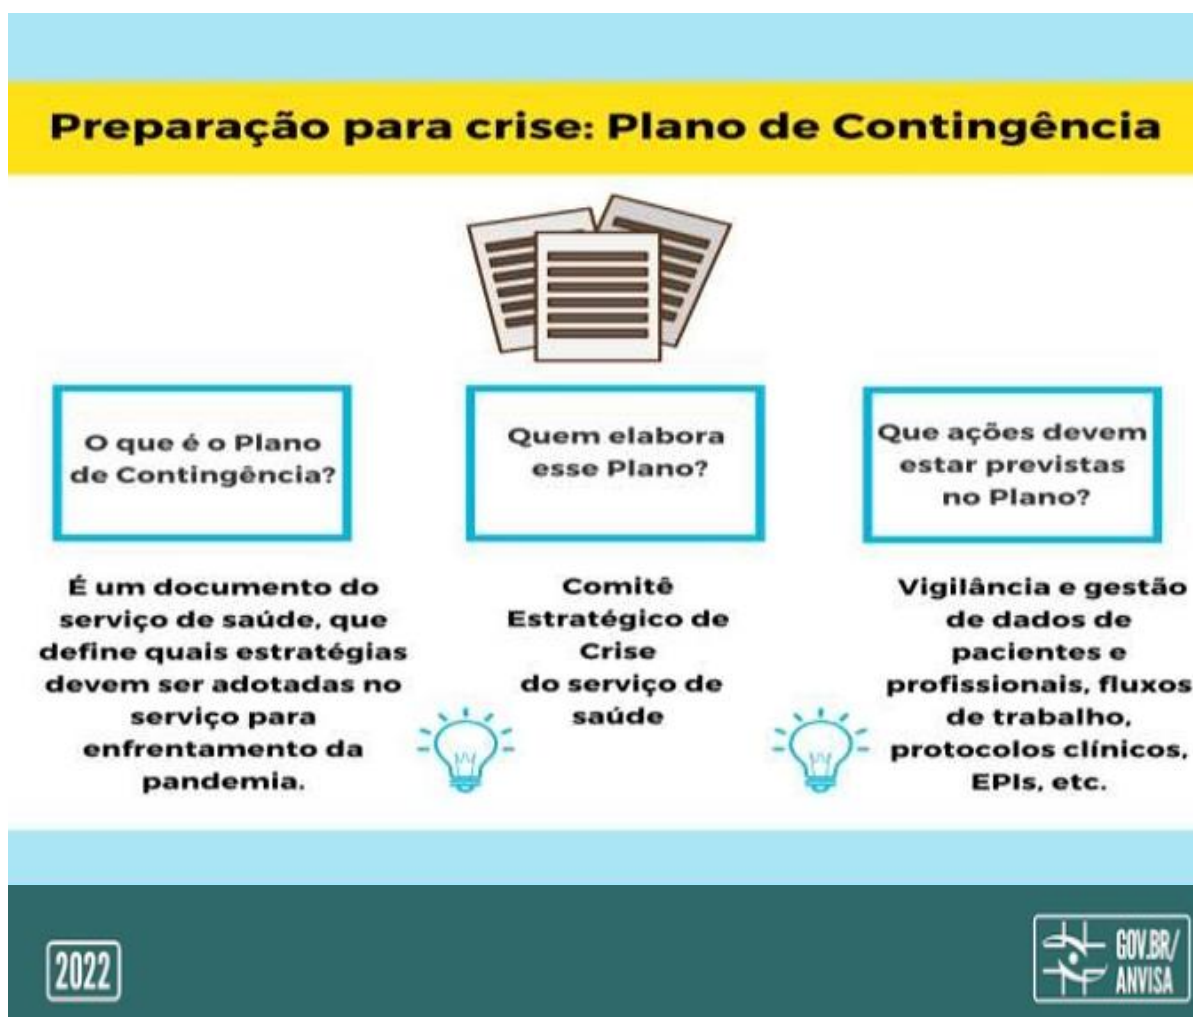 Preparação para crise: Plano de Contingência
O que é o Plano
de Contingência?
É um documento do
serviço de saúde, que
define quais estratégias
devem ser adotadas no
serviço para
enfrentamento da
pandemia.
Quem elabora
esse Plano?
Comitê
Estratégico de
Crise
do serviço de
saúde
Que ações devem
estar previstas
no Plano?
Vigilância e gestão
de dados de
pacientes e
profissionais, fluxos
de trabalho,
protocolos clínicos,
EPIs, etc.
2022
GOV.BR/
ANVISA